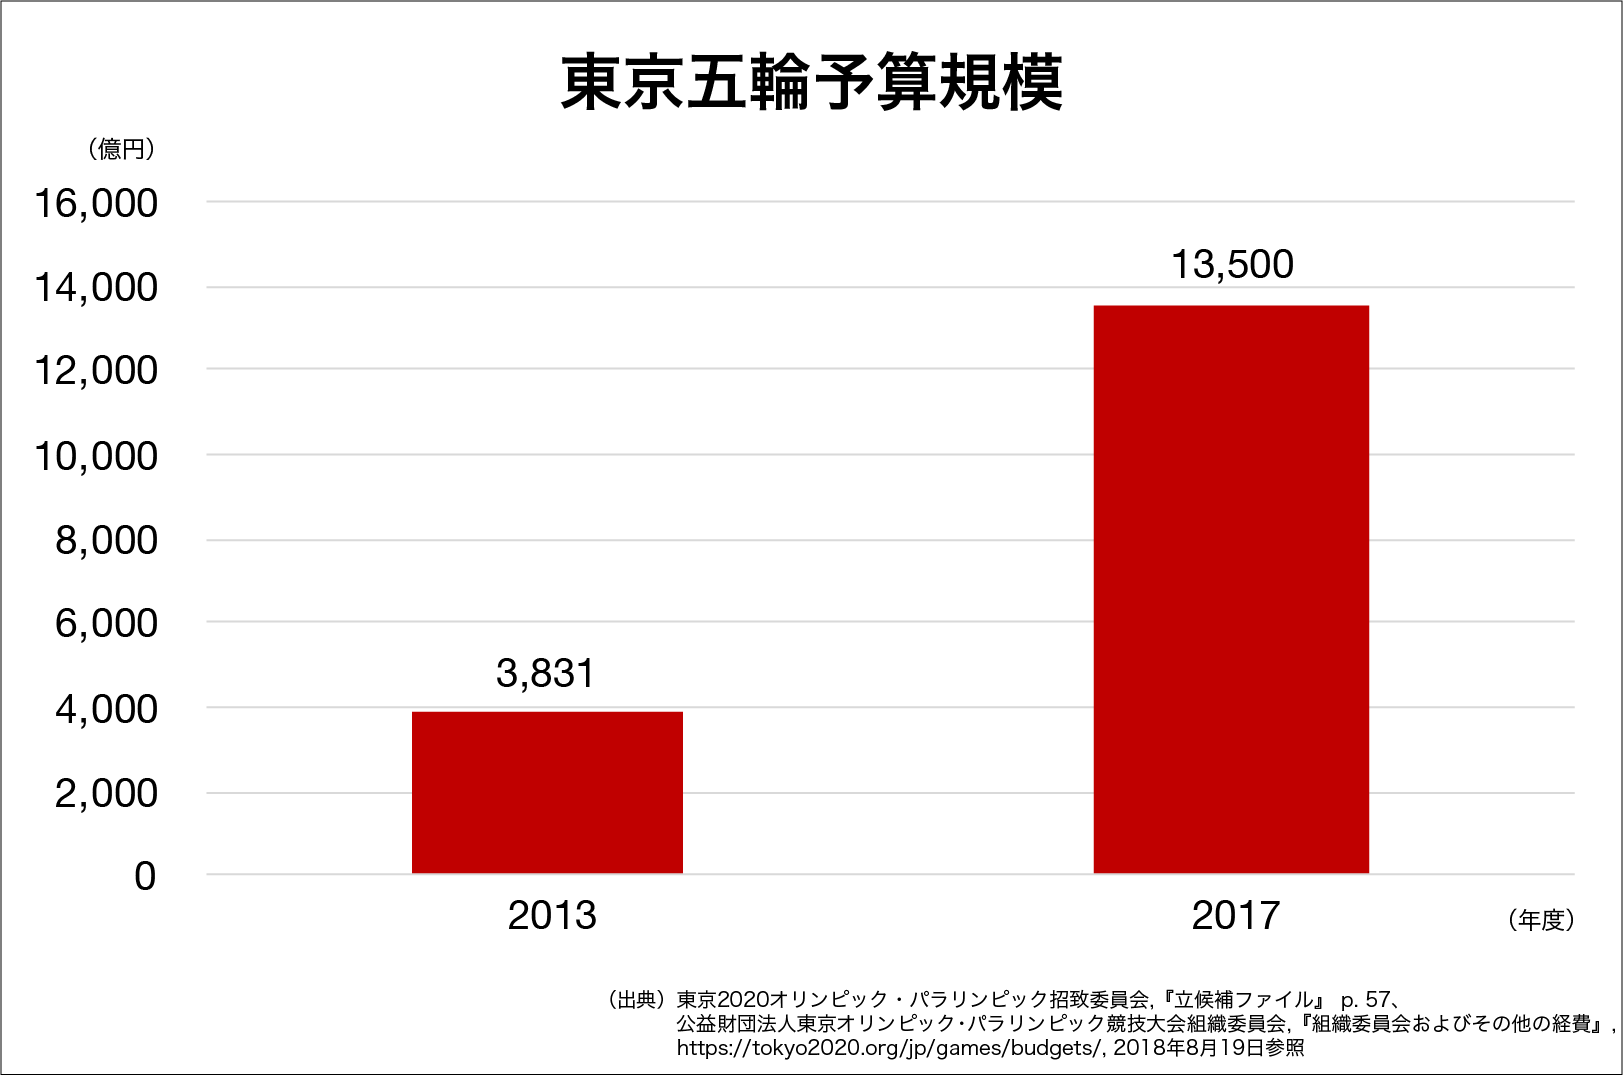 東京五輪予算規模
（億円）
16,000
14,000
12,000
10,000
8,000
6,000
4,000
2,000
0
3,831
13,500
2013
2017
（年度）
（出典）東京2020オリンピック・パラリンピック招致委員会,『立候補ファイル』 p. 57、
公益財団法人東京オリンピック・パラリンピック競技大会組織委員会,『組織委員会およびその他の経費』,
https://tokyo2020.org/jp/games/budgets/, 2018年8月19日参照